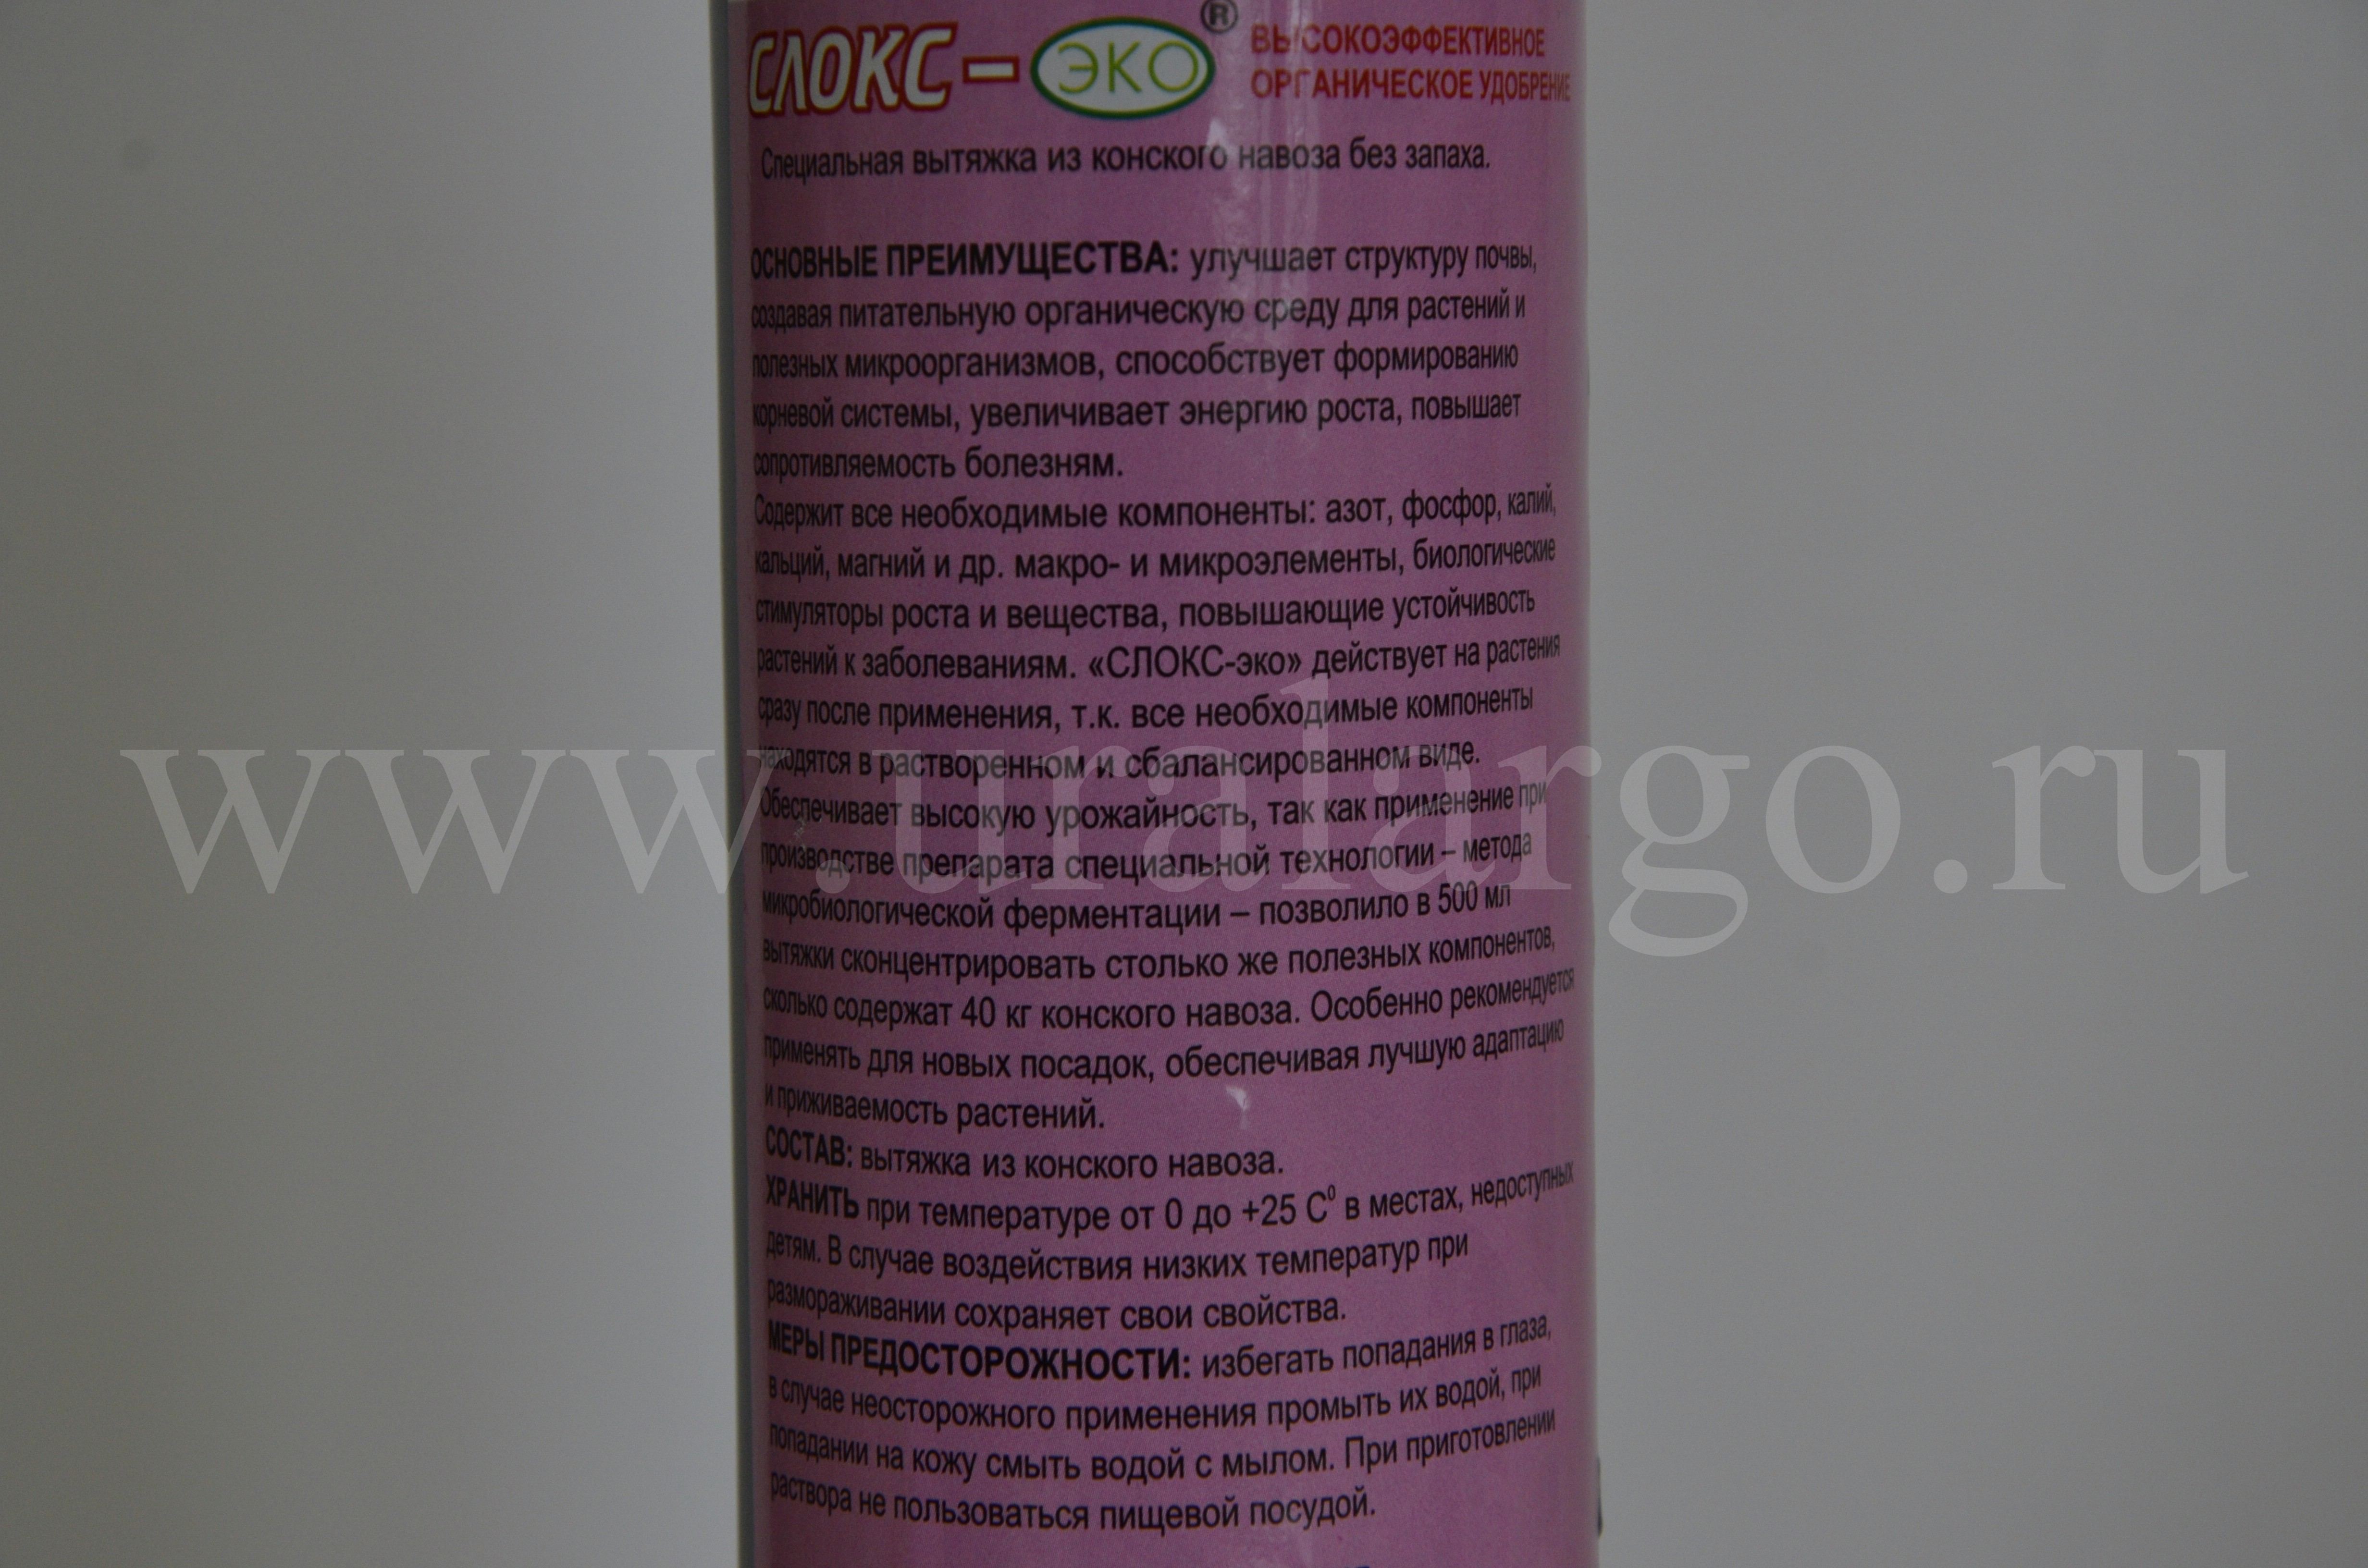 СЛОКС-ЭКО® ВЫСОКОЭФФЕКТИВНОЕ
ОРГАНИЧЕСКОЕ УДОБРЕНИЕ
Специальная вытяжка из конского навоза без запаха.
ОСНОВНЫЕ ПРЕИМУЩЕСТВА: улучшает структуру почвы,
создавая питательную органическую среду для растений и
полезных микроорганизмов, способствует формированию
корневой системы, увеличивает энергию роста, повышает
сопротивляемость болезням.
Содержит все необходимые компоненты: азот, фосфор, калий,
кальций, магний и др. макро- и микроэлементы, биологические
стимуляторы роста и вещества, повышающие устойчивость
растений к заболеваниям. «СЛОКС-эко» действует на растения
сразу после применения, т.к. все необходимые компоненты
находятся в растворенном и сбалансированном виде.
Обеспечивает высокую урожайность, так как применение при
производстве препарата специальной технологии – метода
микробиологической ферментации – позволило в 500 мл
вытяжки сконцентрировать столько же полезных компонентов,
сколько содержат 40 кг конского навоза. Особенно рекомендуется
применять для новых посадок, обеспечивая лучшую адаптацию
и приживаемость растений.
СОСТАВ: вытяжка из конского навоза.
ХРАНИТЬ при температуре от 0 до +25 С⁰ в местах, недоступных
детям. В случае воздействия низких температур при
размораживании сохраняет свои свойства.
МЕРЫ ПРЕДОСТОРОЖНОСТИ: избегать попадания в глаза,
в случае неосторожного применения промыть их водой, при
попадании на кожу смыть водой с мылом. При приготовлении
раствора не пользоваться пищевой посудой.
www.uralargo.ru